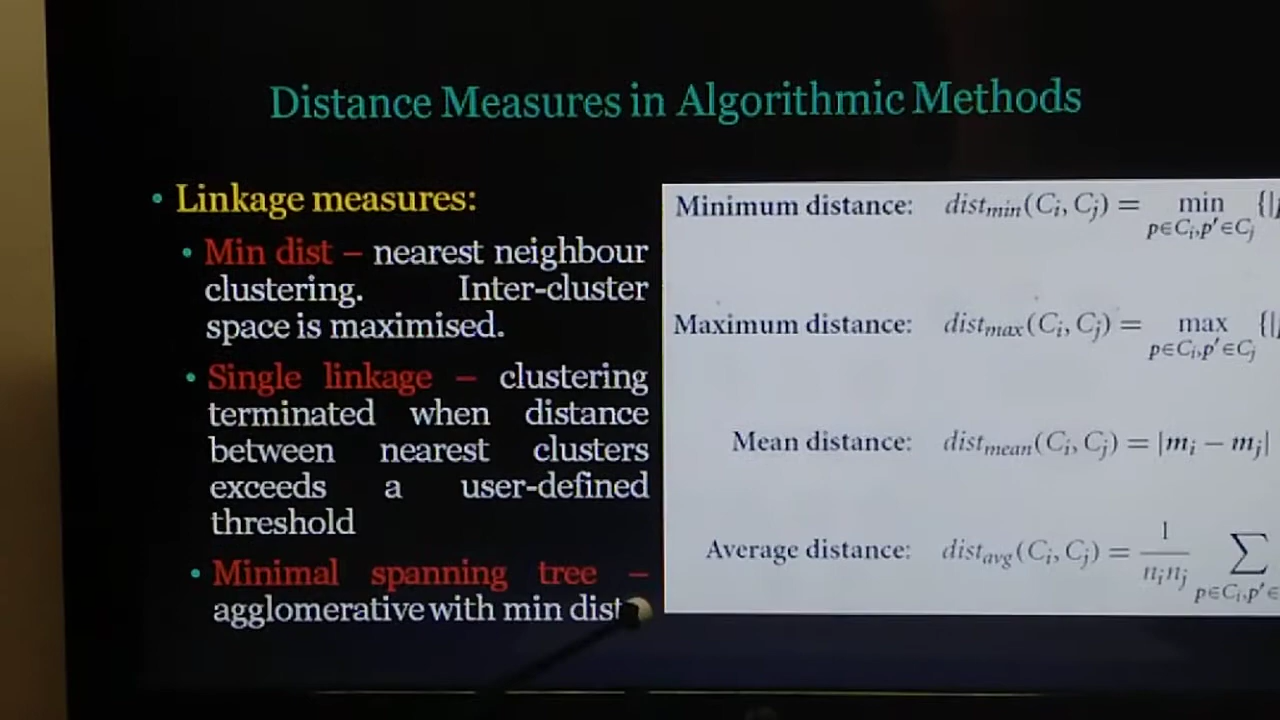 Distance Measures in Algorithmic Methods
• Linkage measures:
• Min dist – nearest neighbour
clustering. Inter-cluster
space is maximised.
• Single linkage – clustering
terminated when distance
between nearest clusters
exceeds a user-defined
threshold
• Minimal spanning tree –
agglomerative with min dist
Minimum distance: dist_min(C_i, C_j) = min {|
p∈C_i,p′∈C_j
Maximum distance: dist_max(C_i, C_j) = max {|
p∈C_i,p′∈C_j
Mean distance: dist_mean(C_i, C_j) = |m_i − m_j|
Average distance: dist_avg(C_i, C_j) = 1/(n_i n_j) ∑
p∈C_i,p′∈